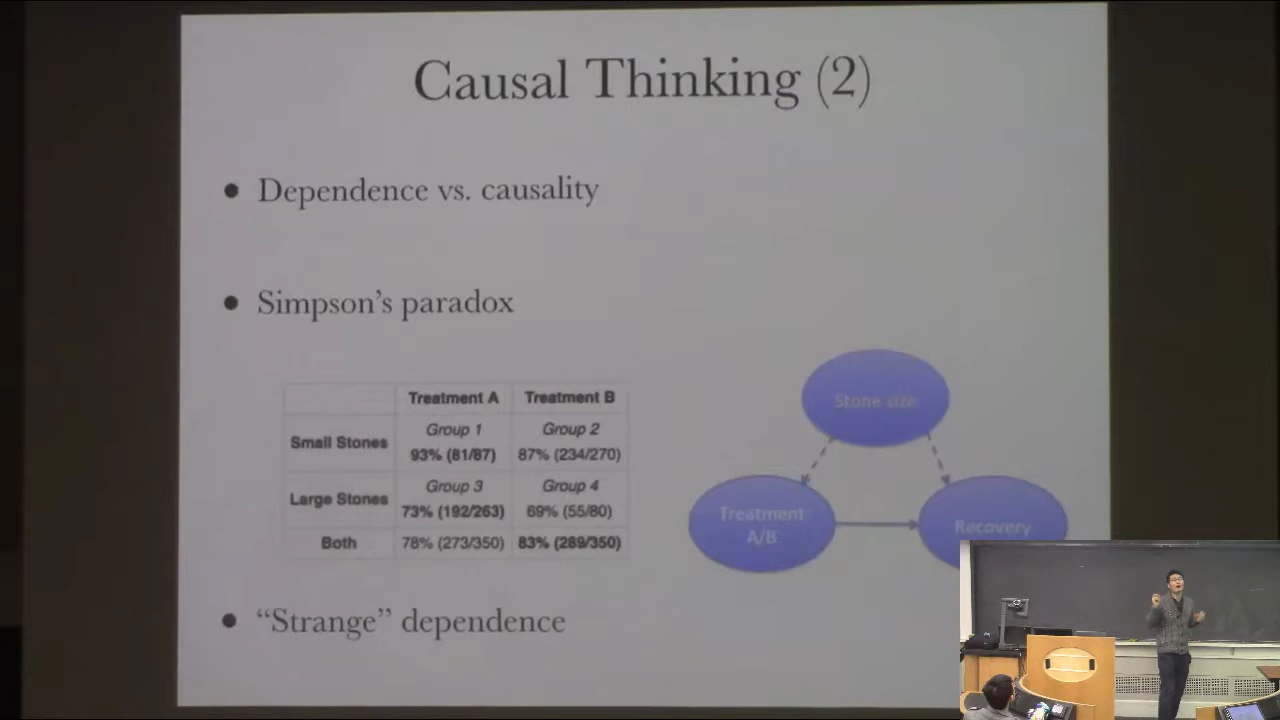 Causal Thinking (2)
● Dependence vs. causality
● Simpson's paradox
Treatment A Treatment B
Small Stones Group 1 Group 2
93% (81/87) 87% (234/270)
Large Stones Group 3 Group 4
73% (192/263) 69% (55/80)
Both 78% (273/350) 83% (289/350)
Stone size
Treatment
A/B
Recovery
● “Strange” dependence